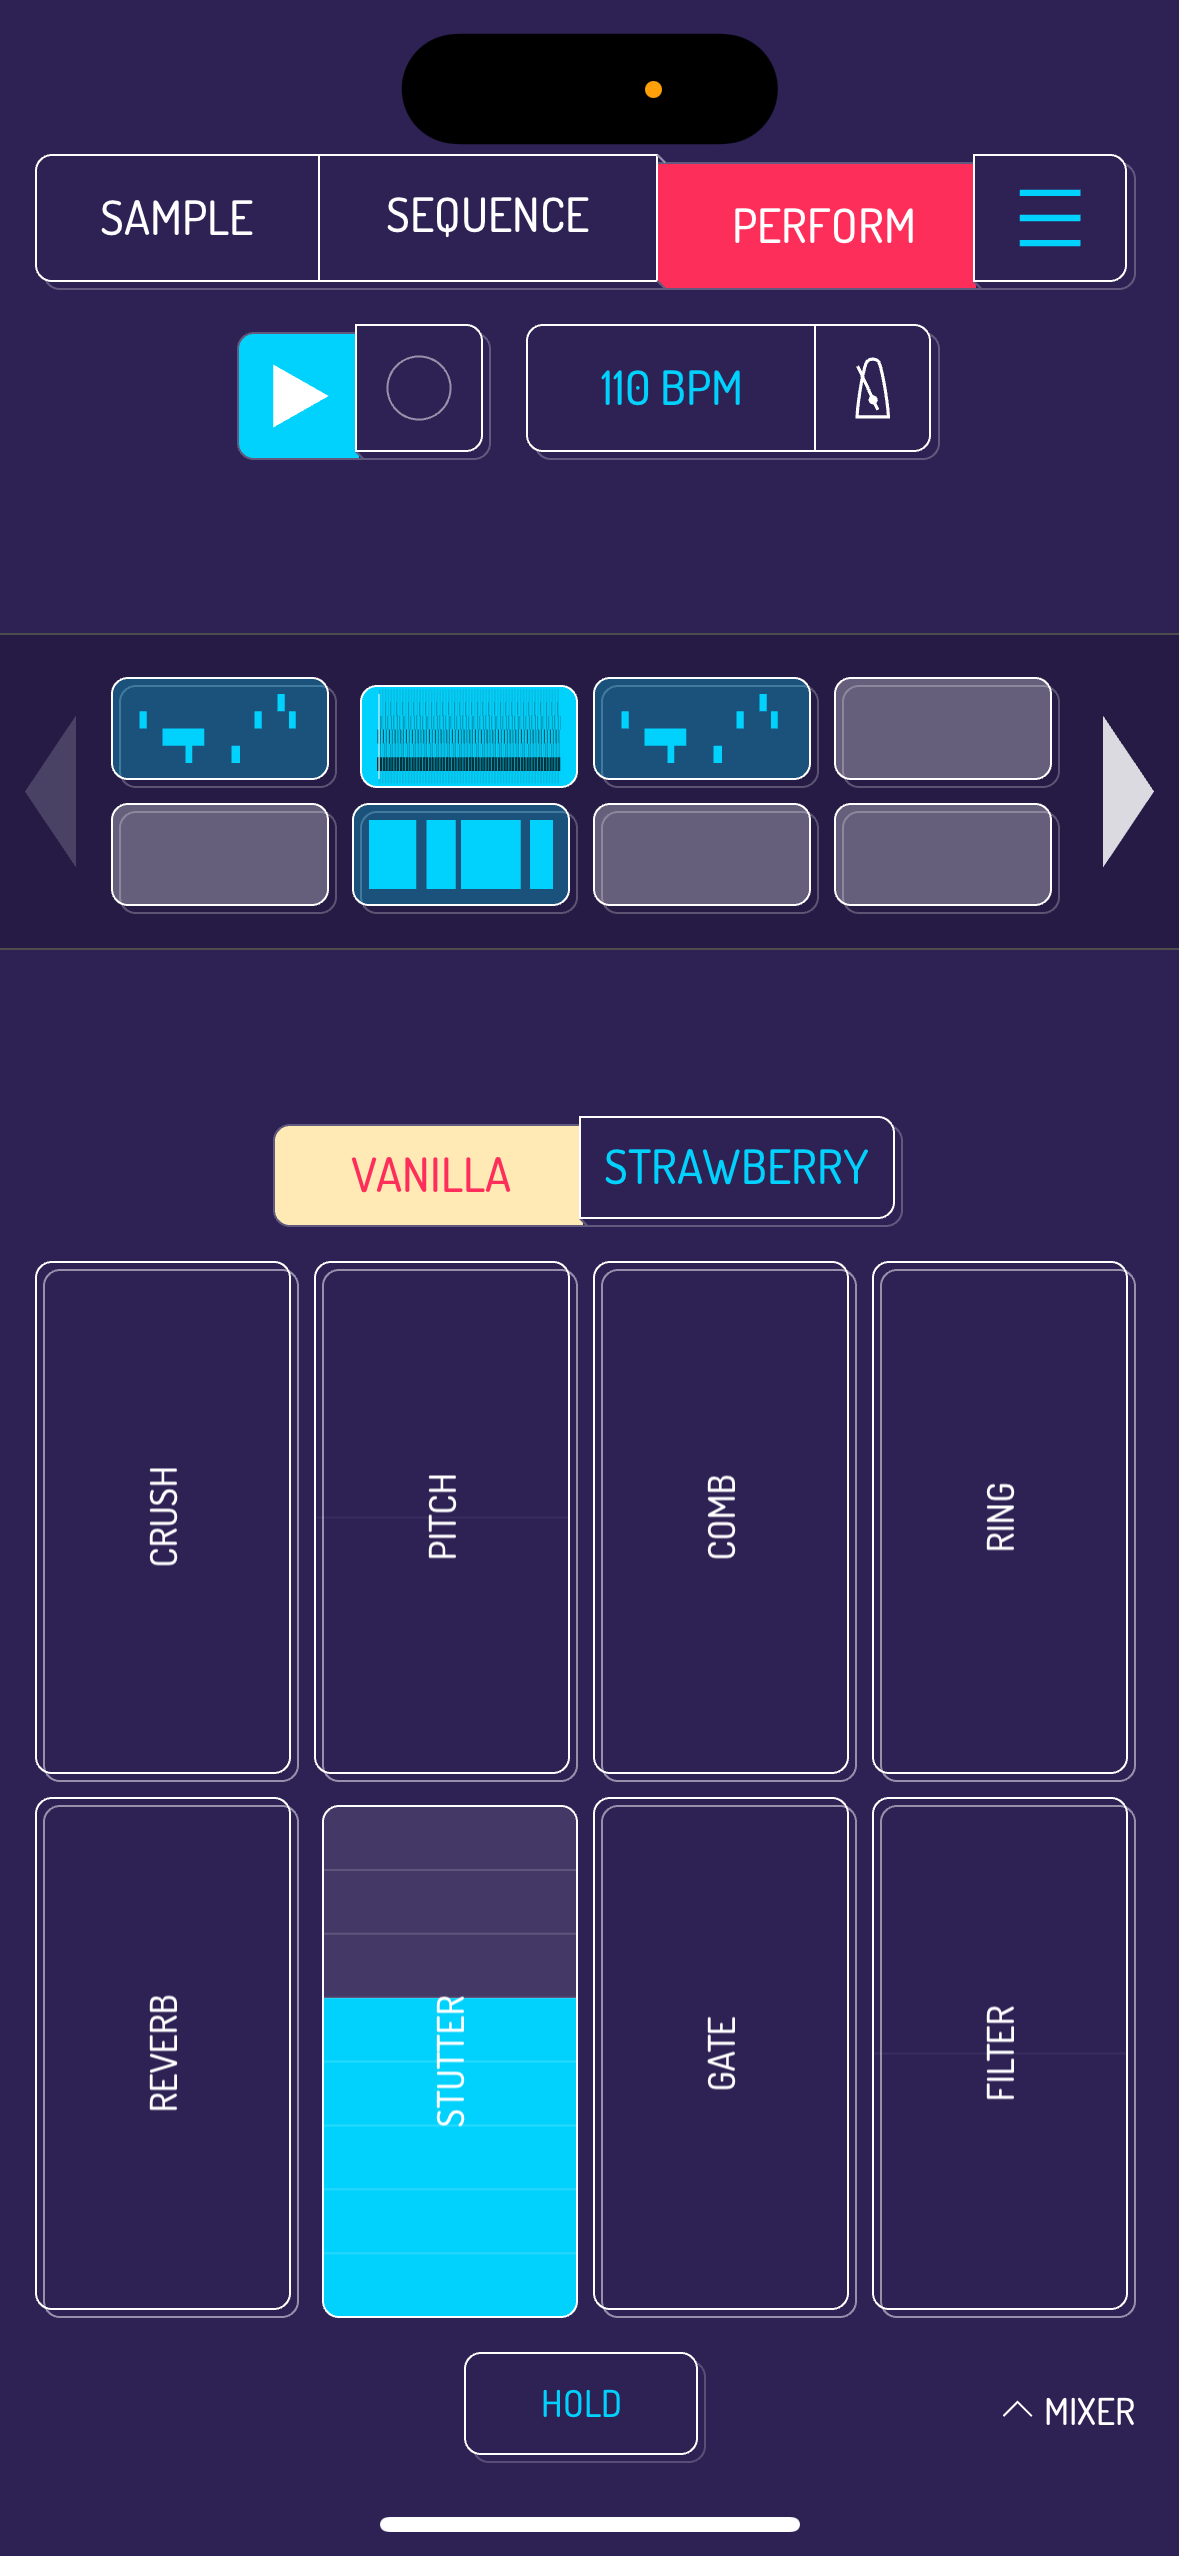 SAMPLE
SEQUENCE
PERFORM
110 BPM
VANILLA
STRAWBERRY
CRUSH
PITCH
COMB
RING
REVERB
STUTTER
GATE
FILTER
HOLD
MIXER